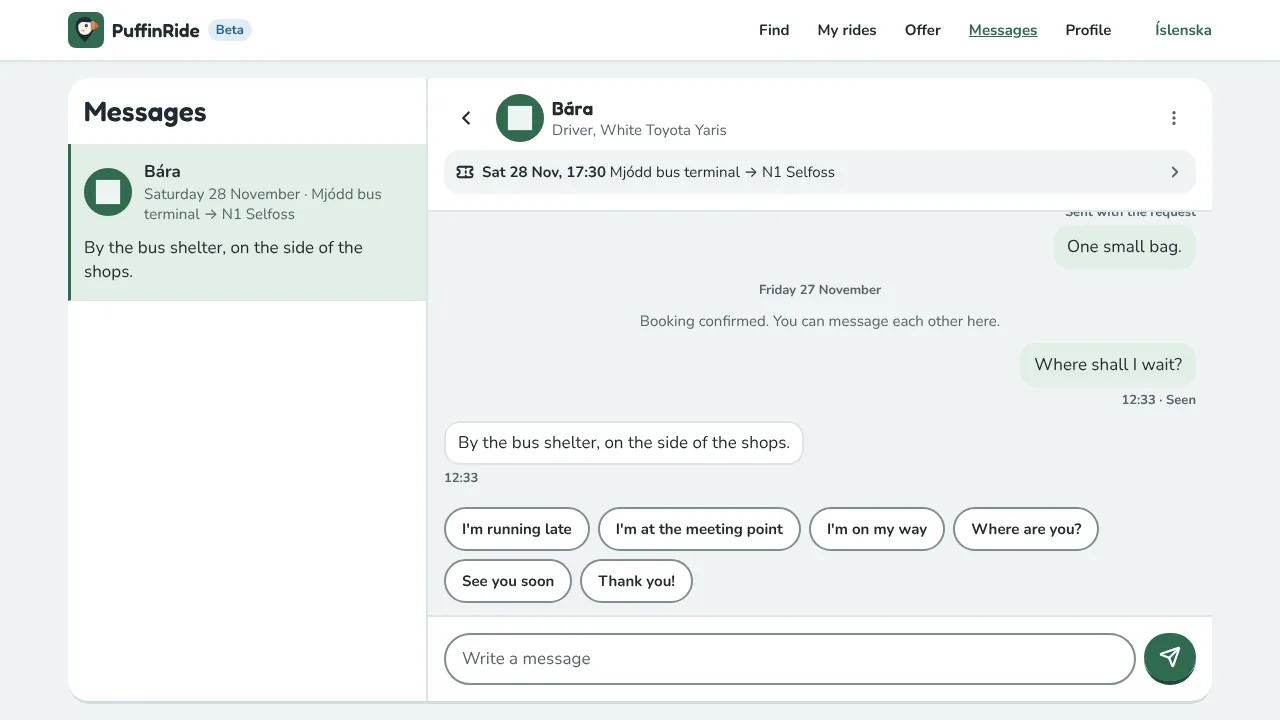 PuffinRide Beta
Find My rides Offer Messages Profile Íslenska
Messages
Bára
Saturday 28 November · Mjódd bus
terminal → N1 Selfoss
By the bus shelter, on the side of the
shops.
Bára
Driver, White Toyota Yaris
Sat 28 Nov, 17:30 Mjódd bus terminal → N1 Selfoss
Sent with the request
One small bag.
Friday 27 November
Booking confirmed. You can message each other here.
Where shall I wait?
12:33 · Seen
By the bus shelter, on the side of the shops.
12:33
I'm running late
I'm at the meeting point
I'm on my way
Where are you?
See you soon
Thank you!
Write a message